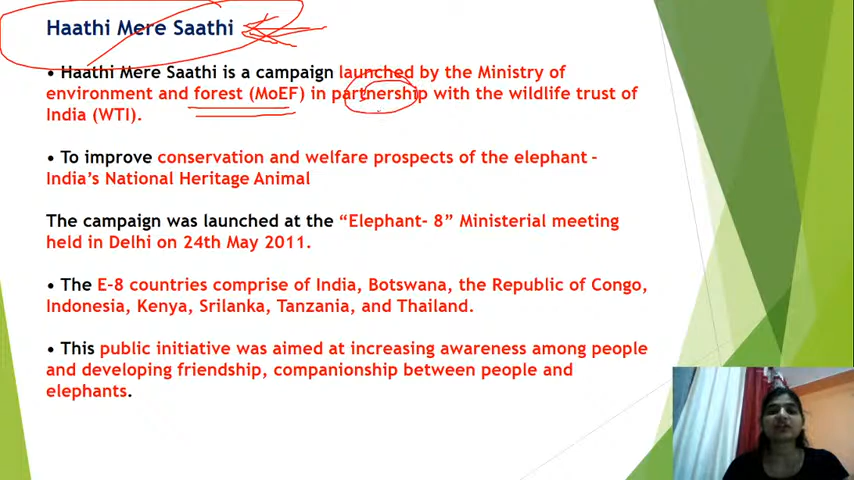 Haathi Mere Saathi
• Haathi Mere Saathi is a campaign launched by the Ministry of
environment and forest (MoEF) in partnership with the wildlife trust of
India (WTI).
• To improve conservation and welfare prospects of the elephant -
India's National Heritage Animal
The campaign was launched at the “Elephant- 8” Ministerial meeting
held in Delhi on 24th May 2011.
• The E-8 countries comprise of India, Botswana, the Republic of Congo,
Indonesia, Kenya, Srilanka, Tanzania, and Thailand.
• This public initiative was aimed at increasing awareness among people
and developing friendship, companionship between people and
elephants.